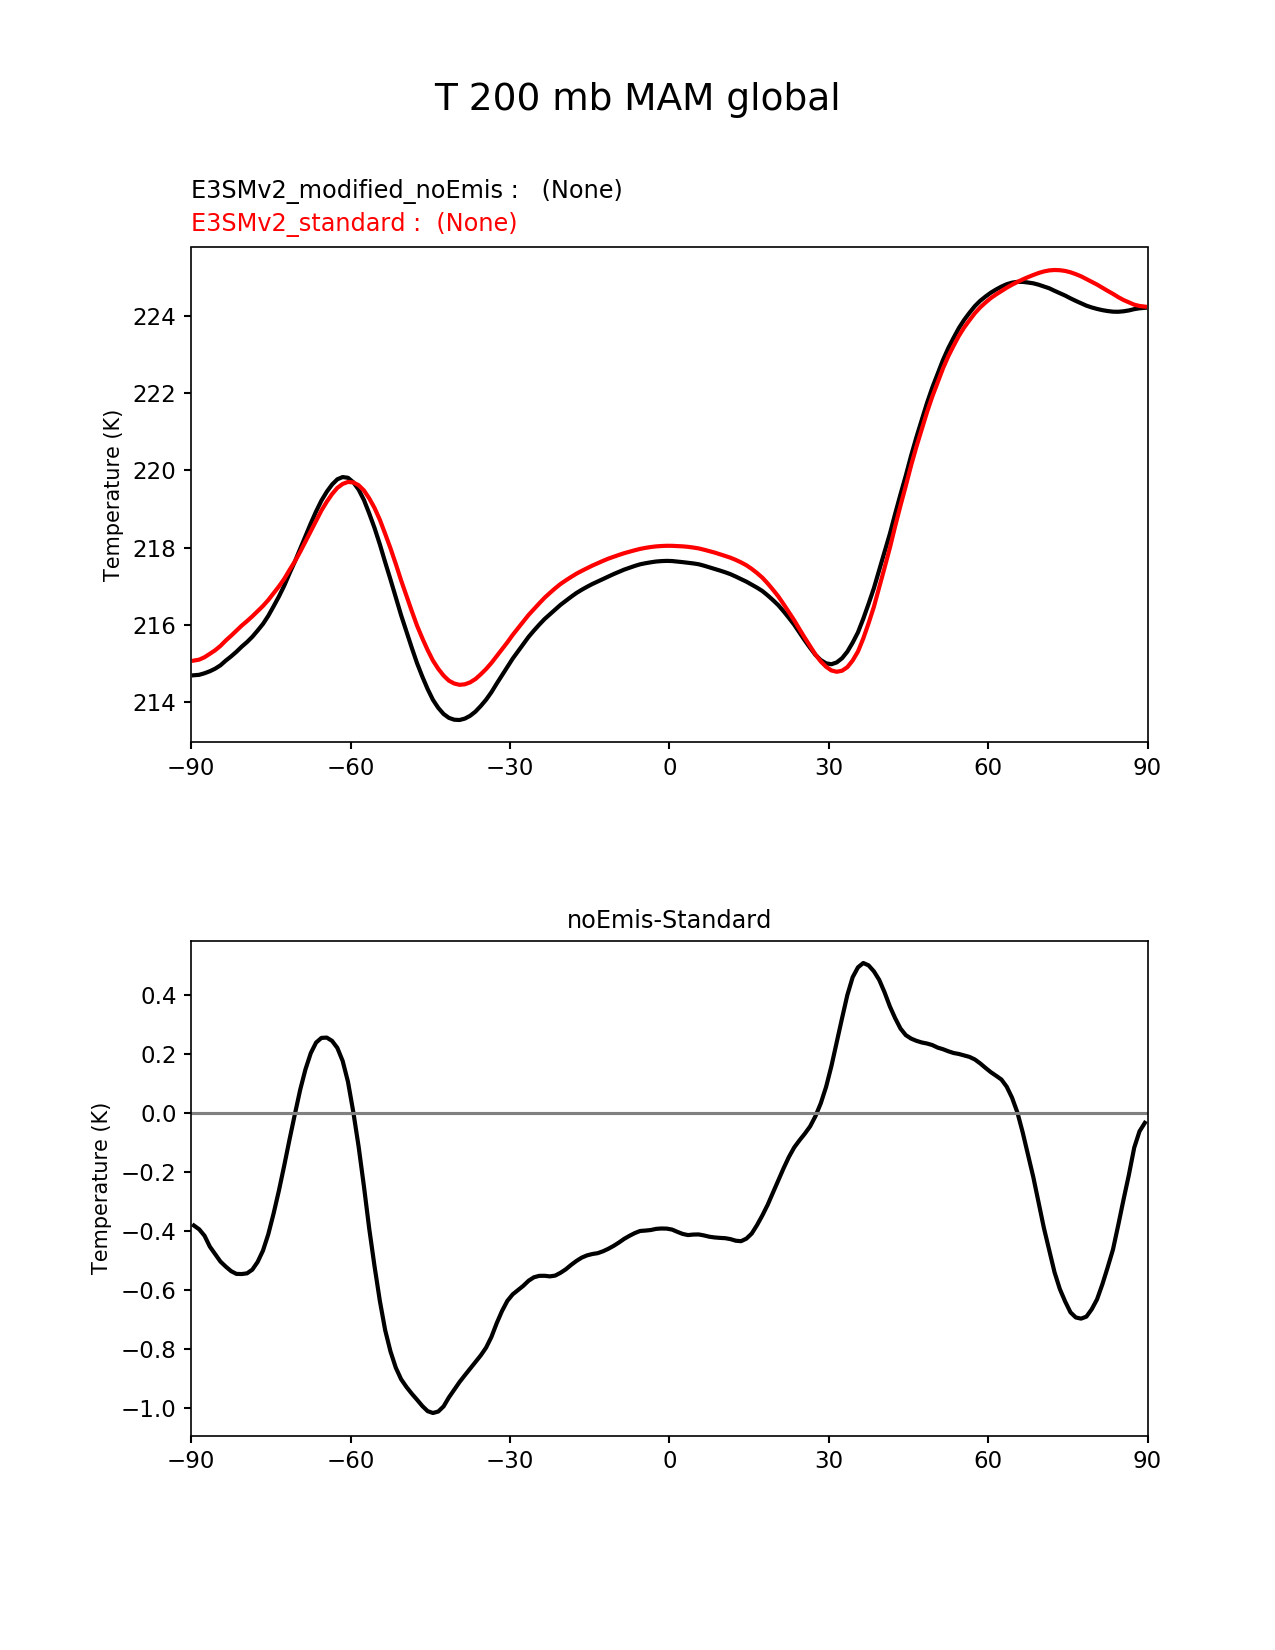 T 200 mb MAM global
E3SMv2_modified_noEmis :   (None)
E3SMv2_standard :  (None)
Temperature (K)
224
222
220
218
216
214
−90 −60 −30 0 30 60 90
noEmis-Standard
Temperature (K)
0.4
0.2
0.0
−0.2
−0.4
−0.6
−0.8
−1.0
−90 −60 −30 0 30 60 90